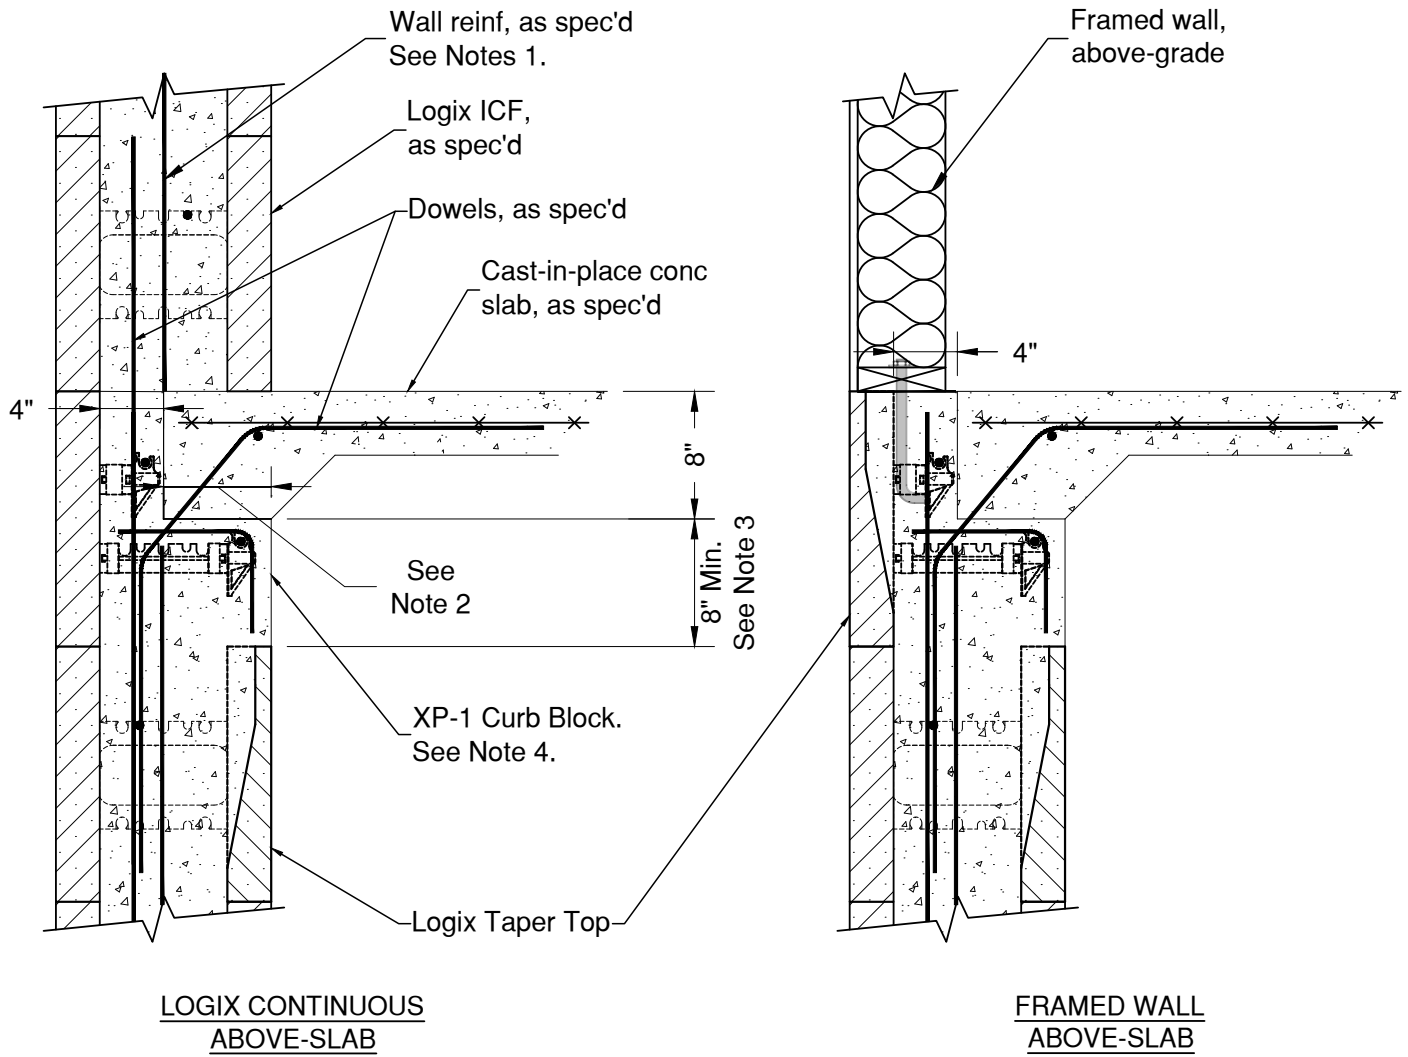 Wall reinf, as spec'd
See Notes 1.
Logix ICF,
as spec'd
Dowels, as spec'd
Cast-in-place conc
slab, as spec'd
4"
8"
8" Min.
See Note 3
See
Note 2
XP-1 Curb Block.
See Note 4.
Logix Taper Top
Framed wall,
above-grade
4"
LOGIX CONTINUOUS
ABOVE-SLAB
FRAMED WALL
ABOVE-SLAB